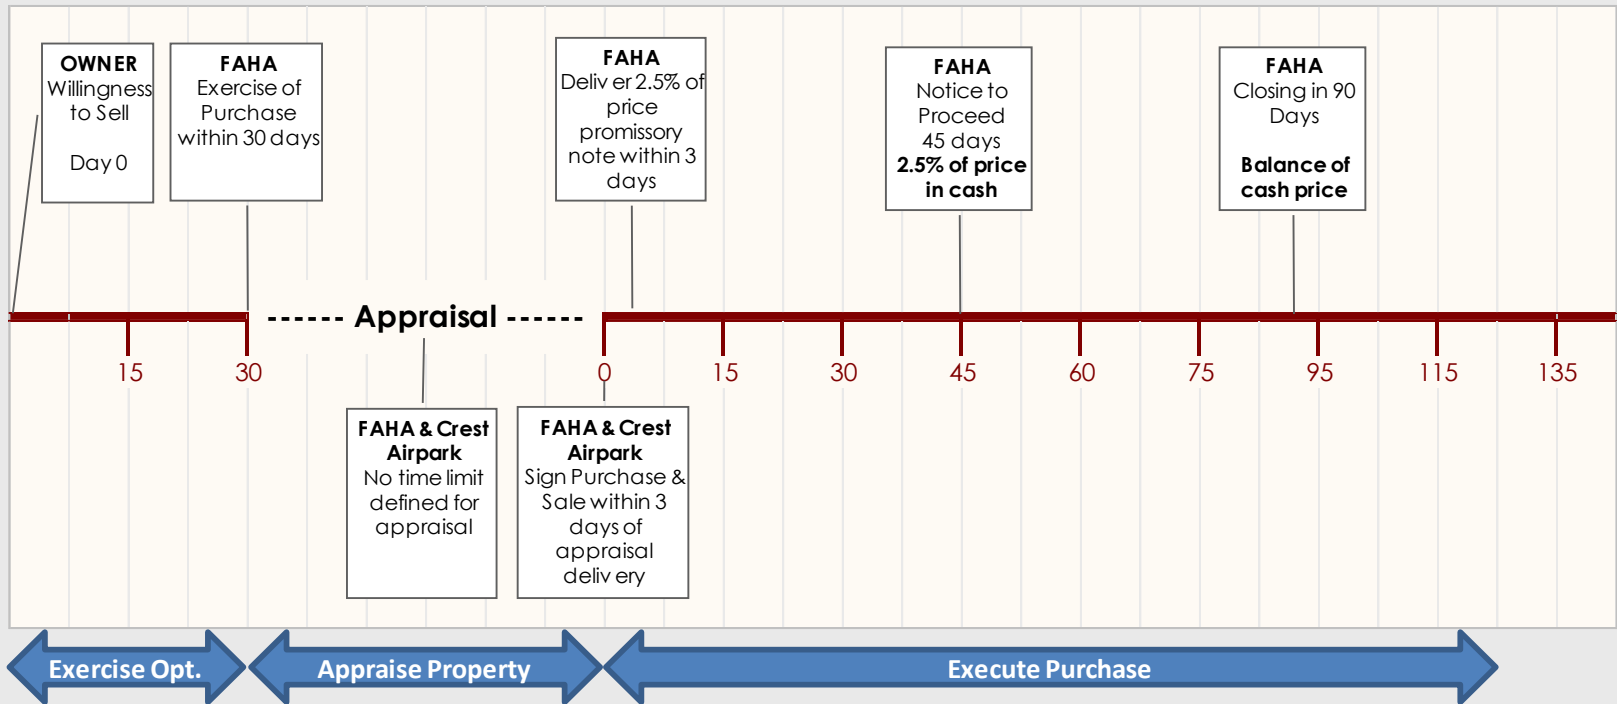 OWNER
Willingness
to Sell
Day 0
FAHA
Exercise of
Purchase
within 30 days
FAHA
Deliver 2.5% of
price
promissory
note within 3
days
FAHA
Notice to
Proceed
45 days
2.5% of price
in cash
FAHA
Closing in 90
Days
Balance of
cash price
------ Appraisal ------
15
30
0
15
30
45
60
75
95
115
135
FAHA & Crest
Airpark
No time limit
defined for
appraisal
FAHA & Crest
Airpark
Sign Purchase &
Sale within 3
days of
appraisal
delivery
Exercise Opt.
Appraise Property
Execute Purchase